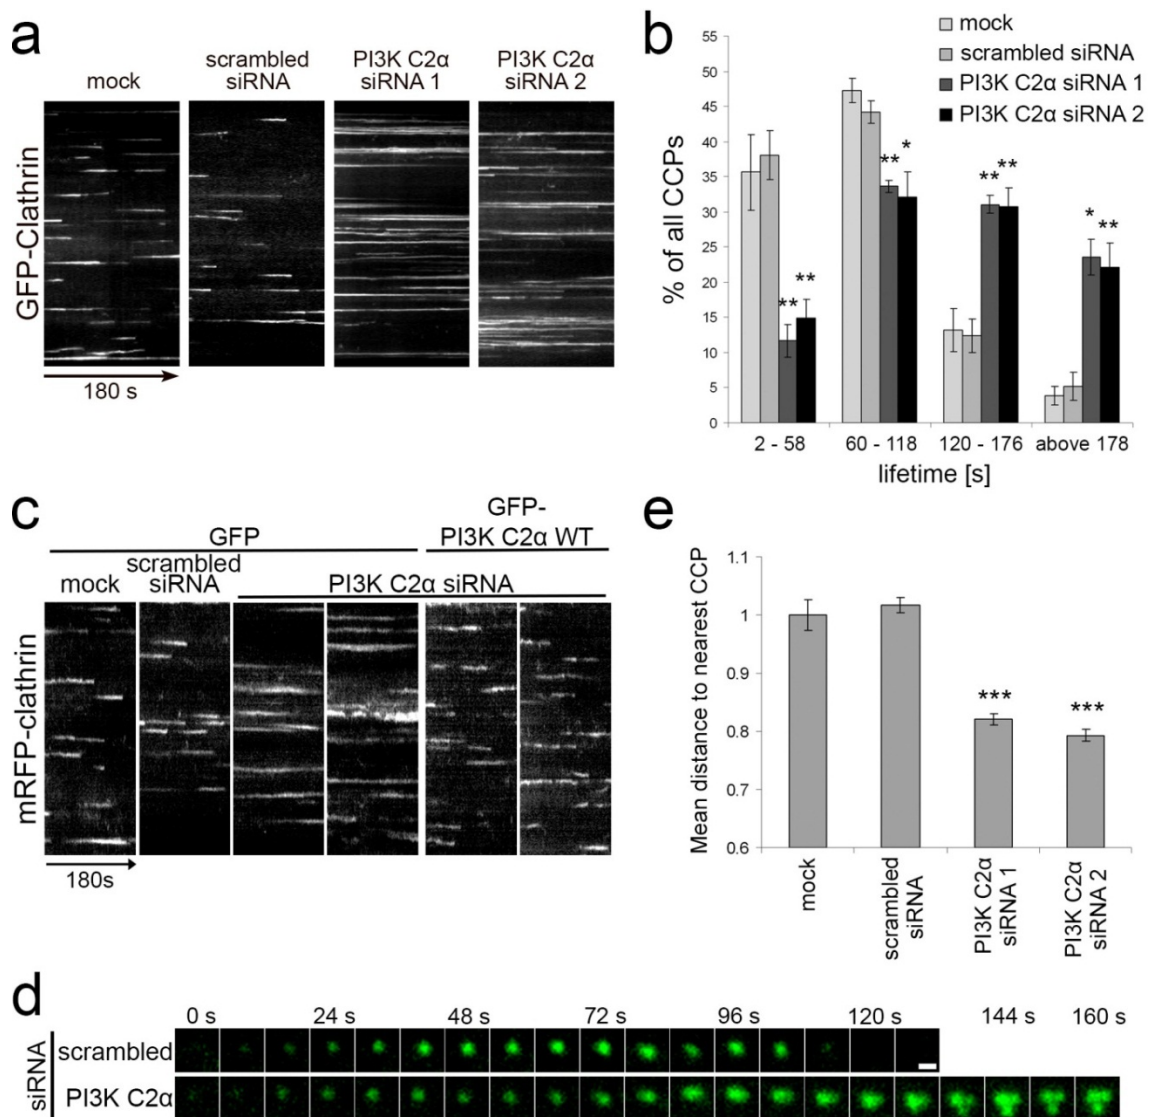 a
mock
scrambled
siRNA
PI3K C2α
siRNA 1
PI3K C2α
siRNA 2
GFP-Clathrin
180 s
b
mock
scrambled siRNA
PI3K C2α siRNA 1
PI3K C2α siRNA 2
% of all CCPs
55
50
45
40
35
30
25
20
15
10
5
0
** ** ** * ** ** * **
2 - 58 60 - 118 120 - 176 above 178
lifetime [s]
c
GFP
GFP-
PI3K C2α WT
mock
scrambled
siRNA
PI3K C2α siRNA
mRFP-clathrin
180s
e
Mean distance to nearest CCP
1.1
1
0.9
0.8
0.7
0.6
*** ***
mock
scrambled
siRNA
PI3K C2α
siRNA 1
PI3K C2α
siRNA 2
d
0 s 24 s 48 s 72 s 96 s 120 s 144 s 160 s
siRNA
scrambled
PI3K C2α